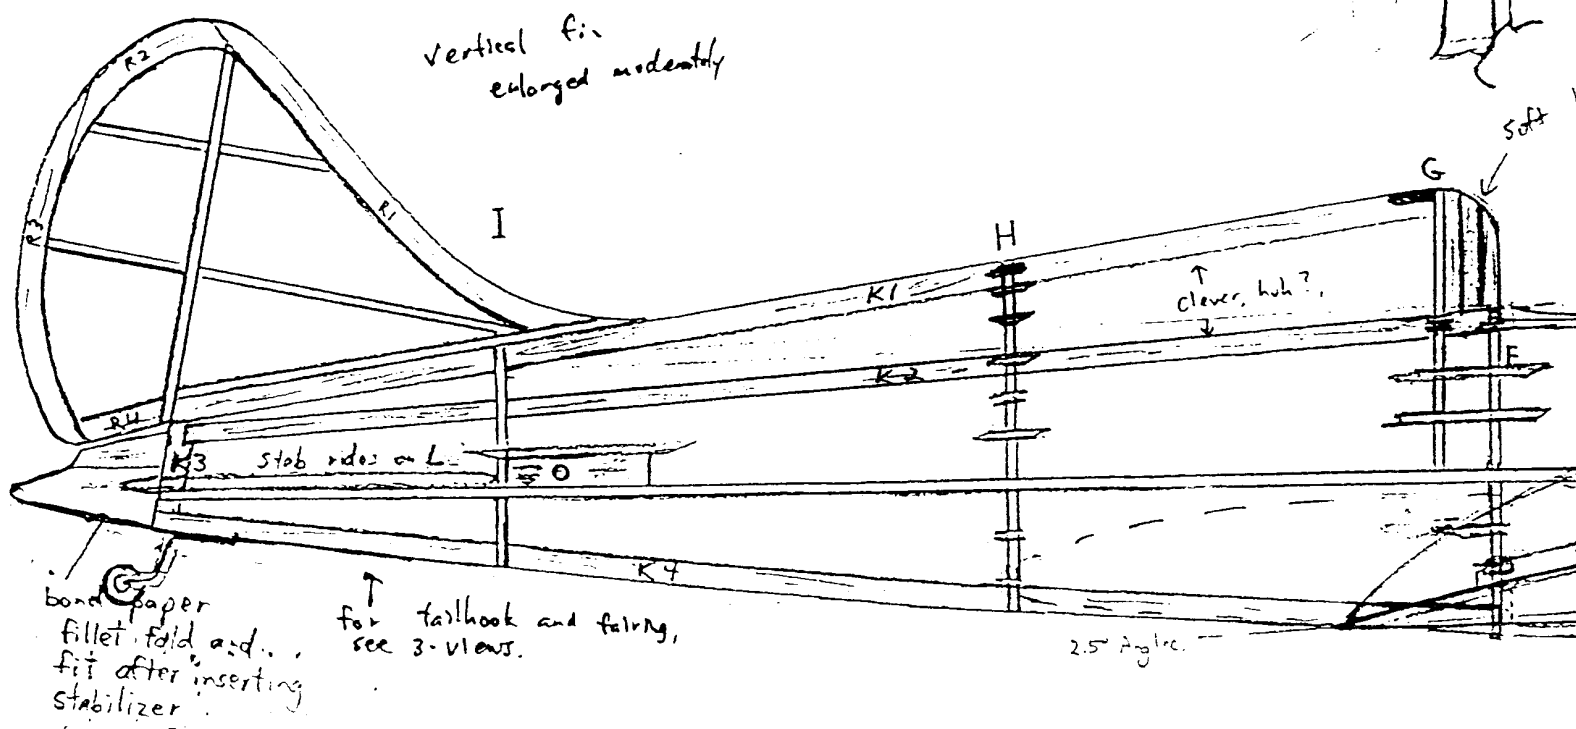 vertical fin
enlarged moderately
R2
R1
R3
R4
I
H
G
Soft
K1
clever, huh?
K2
F
K3
stab rides on
K4
bond paper
fillet. fold and
fit after inserting
stabilizer
for tailhook and fairing,
see 3-views.
2.5° Angle.